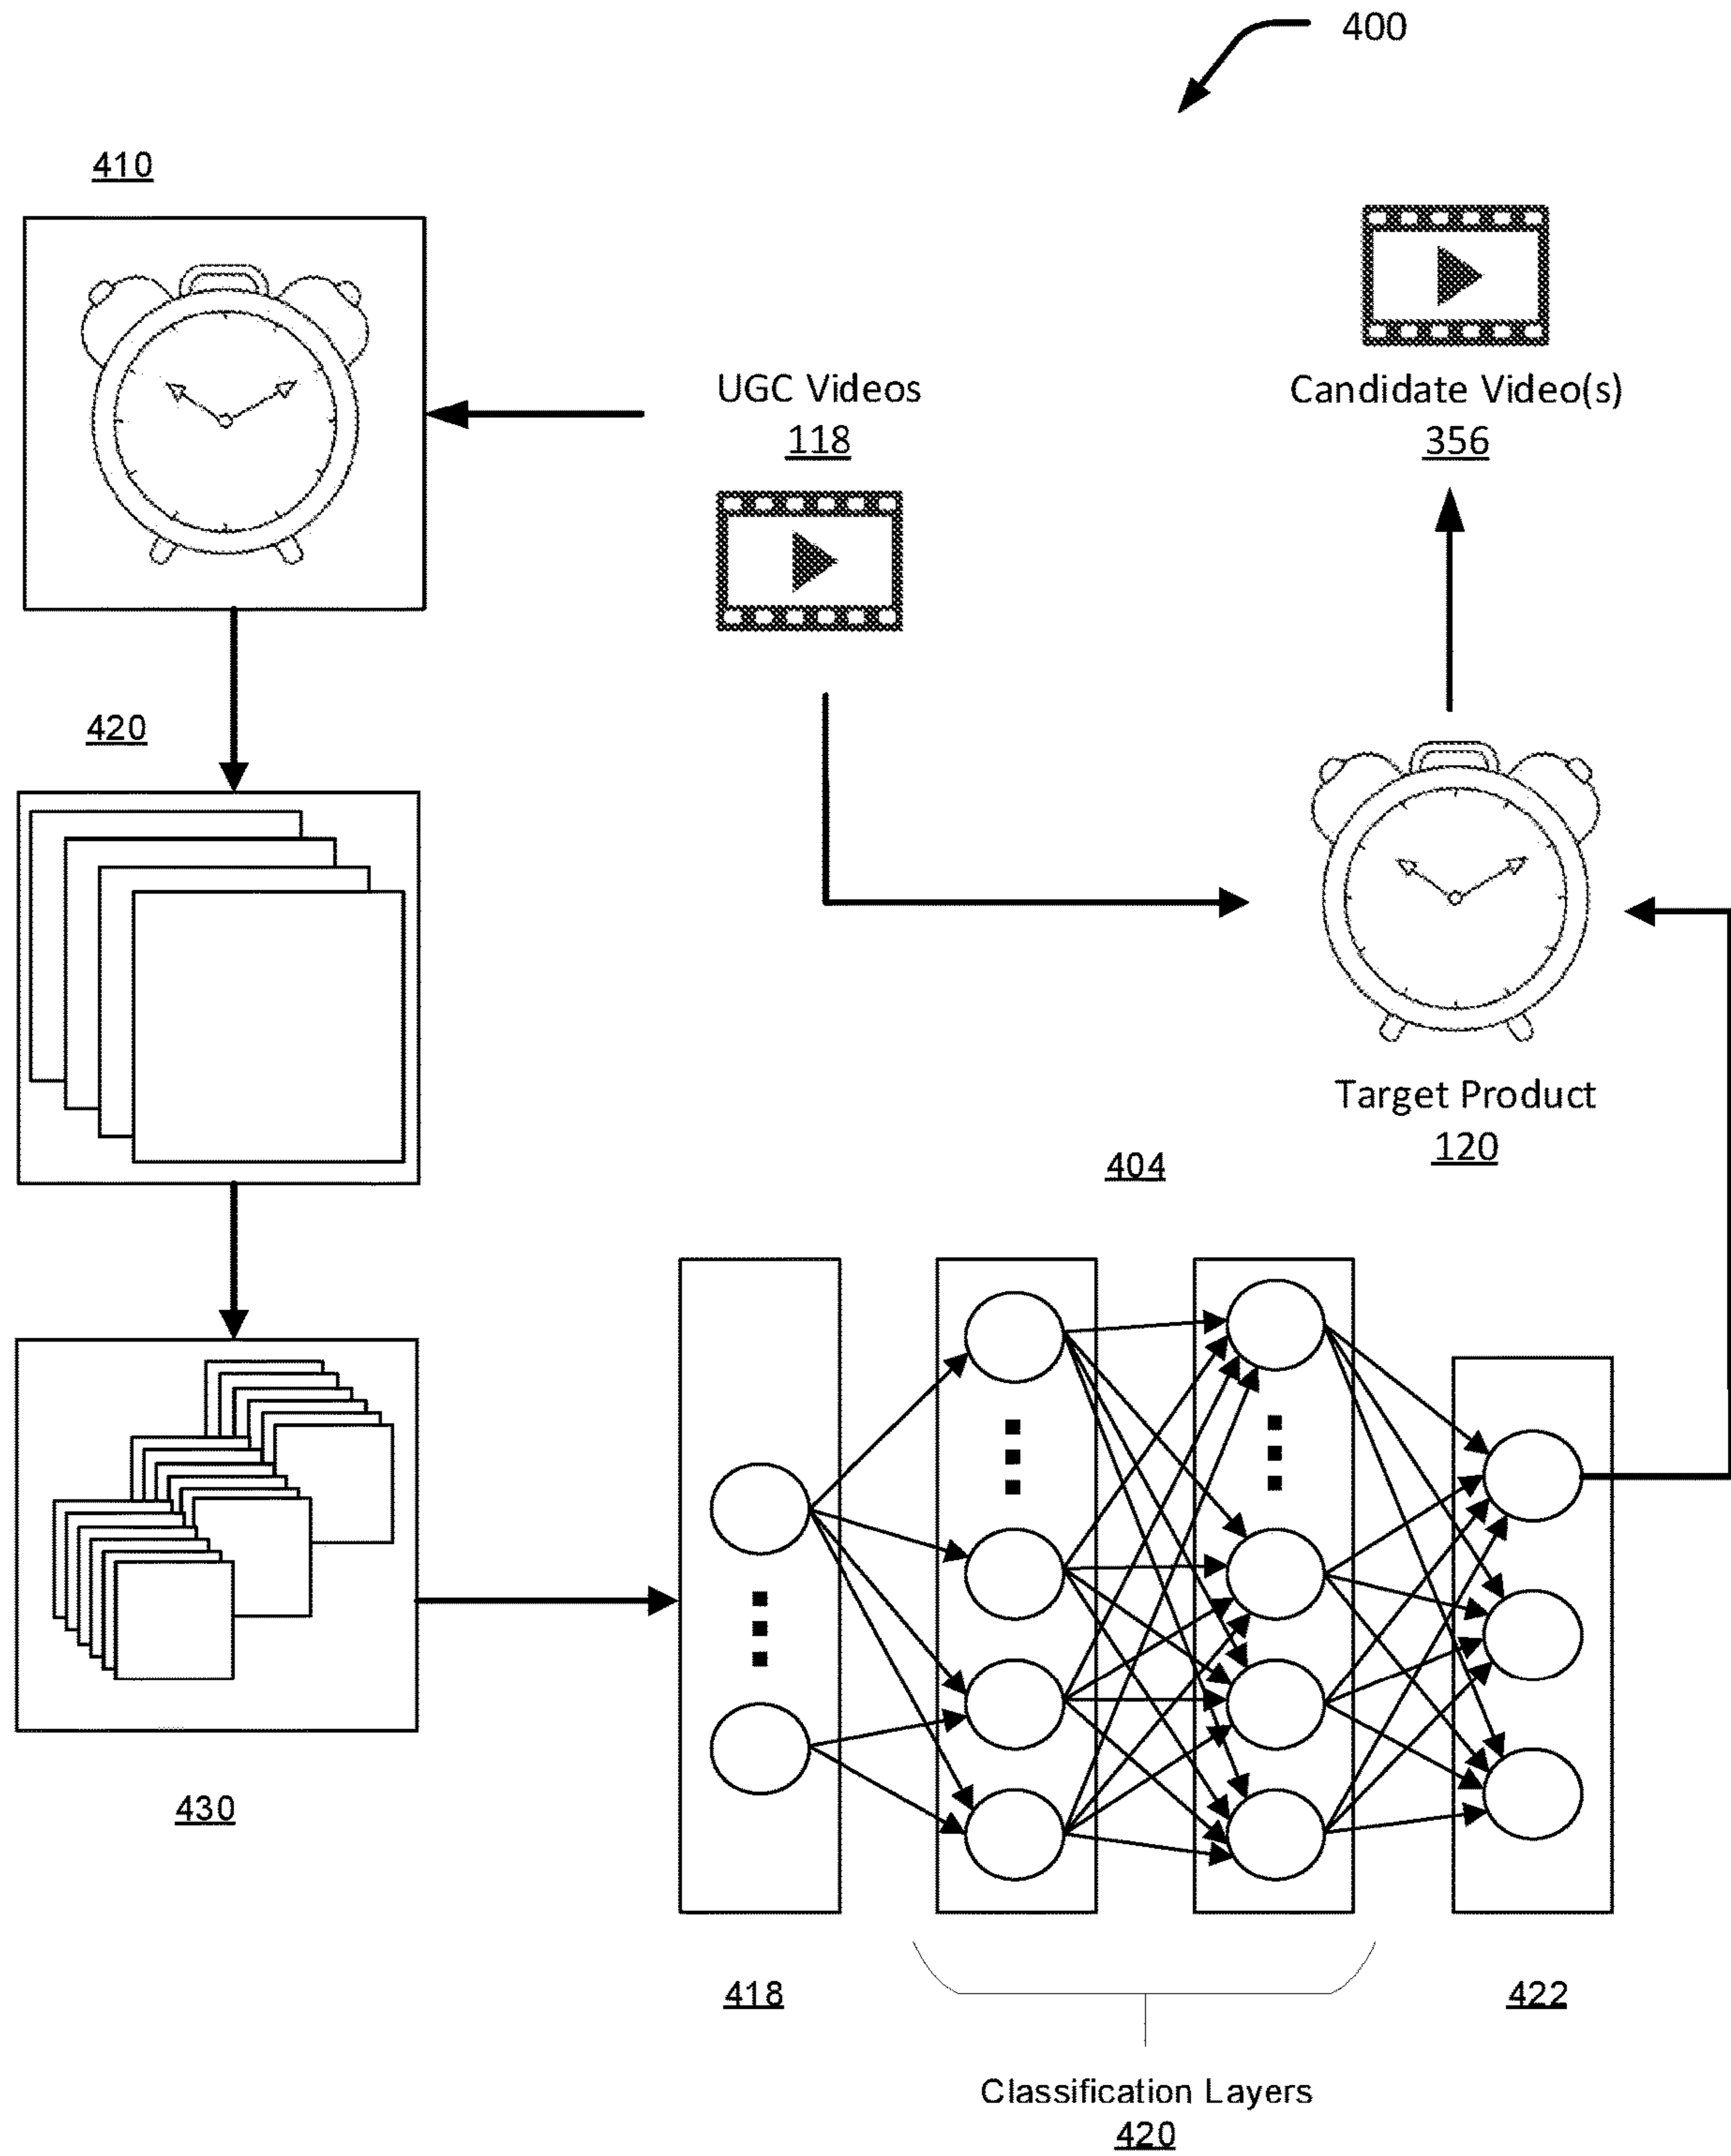 400
410
UGC Videos
118
Candidate Video(s)
356
420
Target Product
120
404
430
418
422
Classification Layers
420